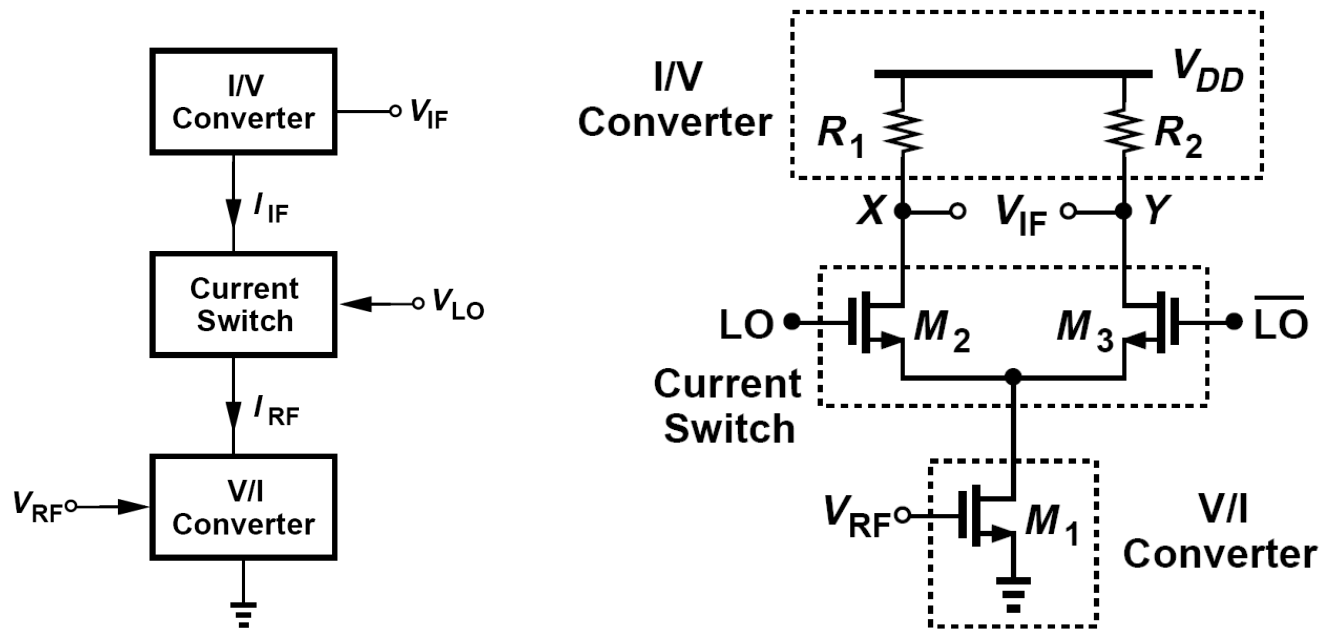 I/V
Converter
V_IF
I_IF
Current
Switch
V_LO
I_RF
V_RF
V/I
Converter
I/V
Converter
V_DD
R_1
R_2
X
V_IF
Y
LO
M_2
M_3
\overline{LO}
Current
Switch
V_RF
M_1
V/I
Converter